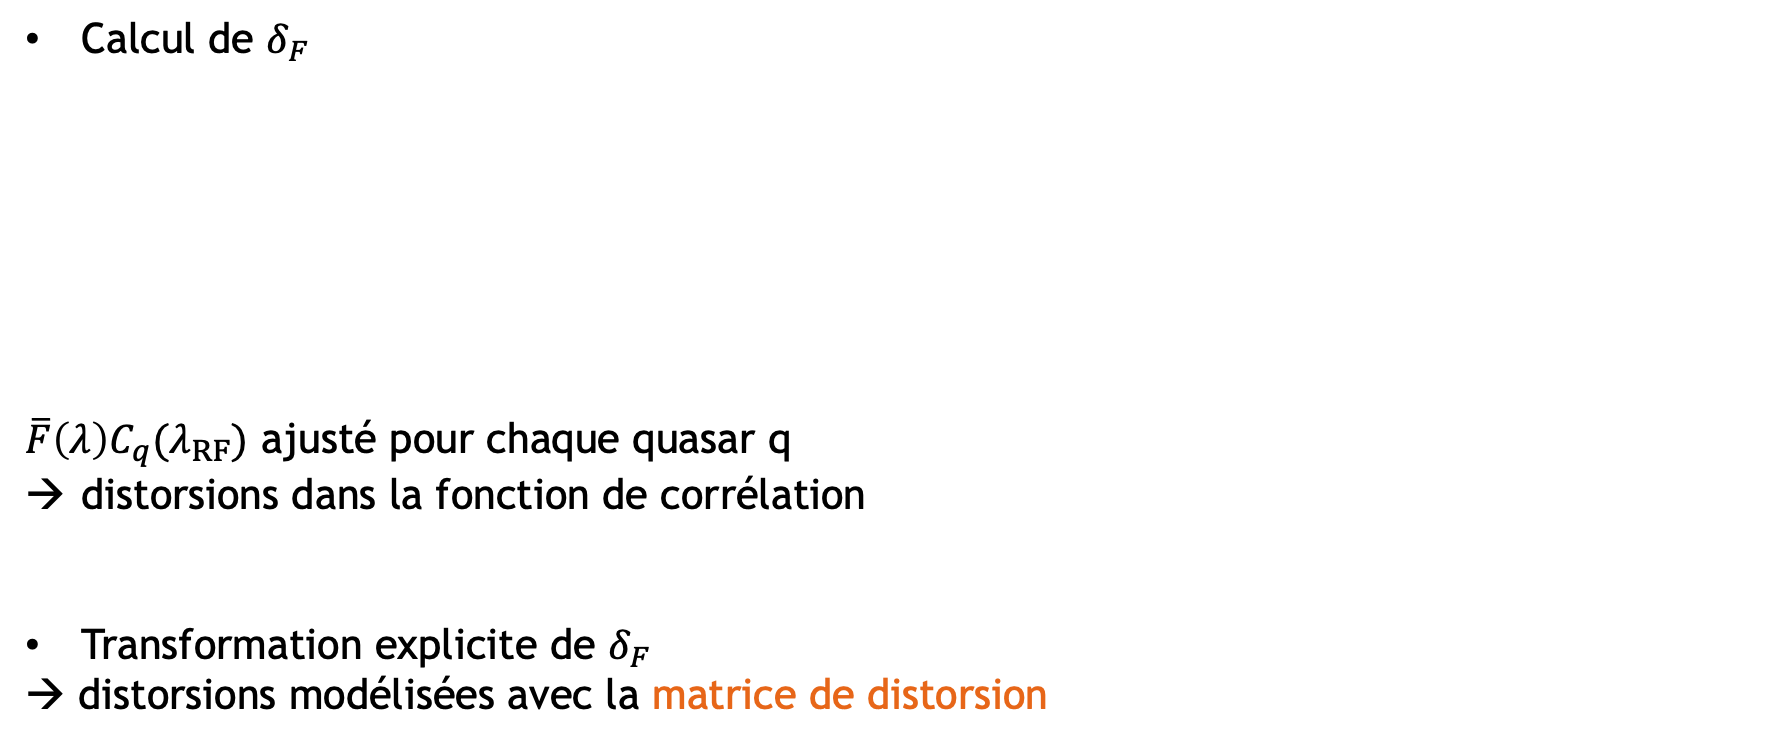 • Calcul de δ_F
F̄(λ)C_q(λ_RF) ajusté pour chaque quasar q
→ distorsions dans la fonction de corrélation
• Transformation explicite de δ_F
→ distorsions modélisées avec la matrice de distorsion